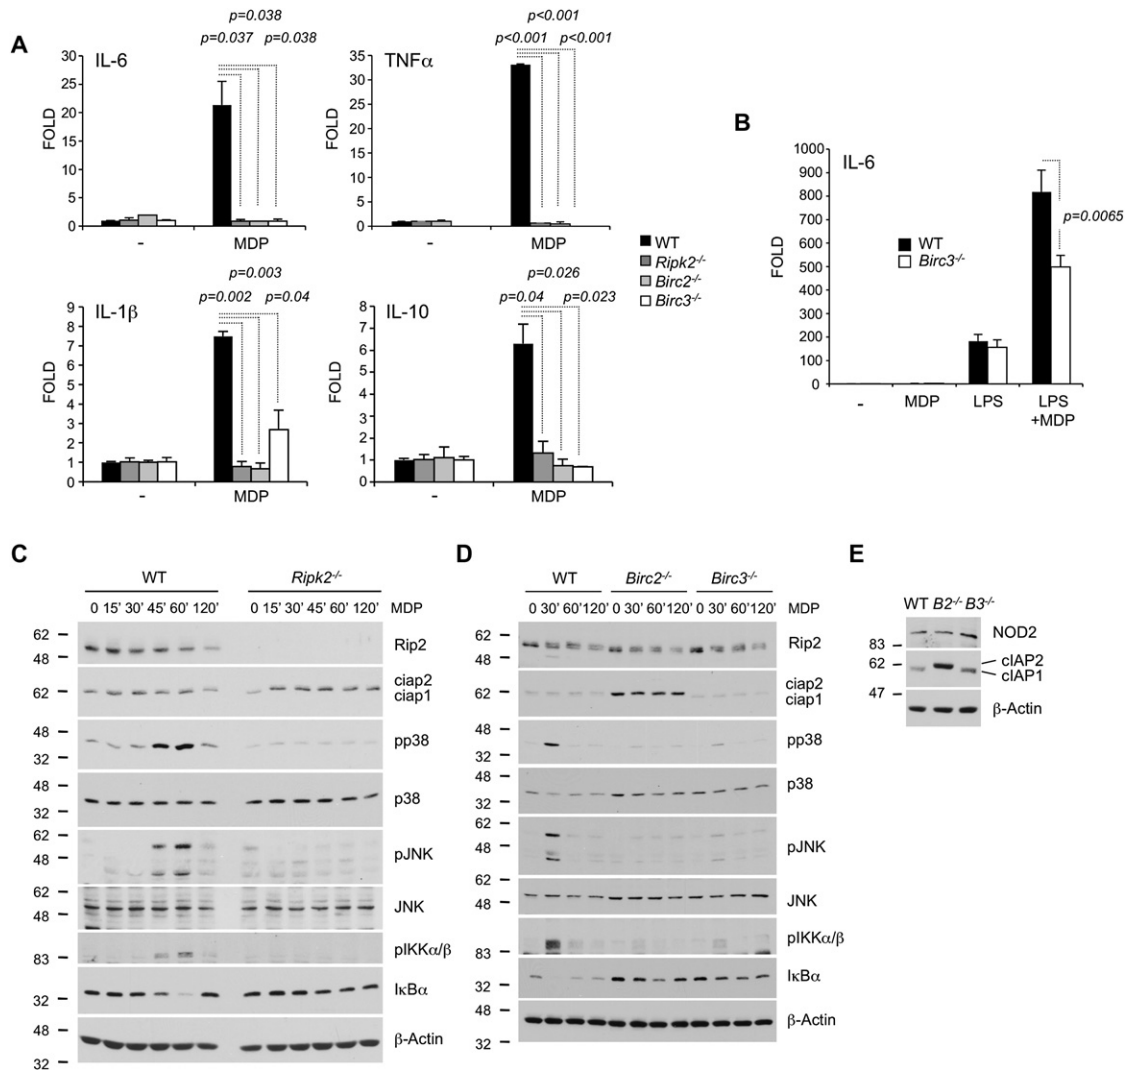 A
p=0.038
p=0.037 p=0.038
IL-6
FOLD
30
25
20
15
10
5
0
- MDP
p<0.001
p<0.001 p<0.001
TNFα
FOLD
35
30
25
20
15
10
5
0
- MDP
WT
Ripk2-/-
Birc2-/-
Birc3-/-
p=0.003
p=0.002 p=0.04
IL-1β
FOLD
9
8
7
6
5
4
3
2
1
0
- MDP
p=0.026
p=0.04 p=0.023
IL-10
FOLD
8
7
6
5
4
3
2
1
0
- MDP
B
IL-6
FOLD
1000
900
800
700
600
500
400
300
200
100
0
WT
Birc3-/-
p=0.0065
- MDP LPS LPS
+MDP
C
WT Ripk2-/-
0 15' 30' 45' 60' 120' 0 15' 30' 45' 60' 120' MDP
62
48
Rip2
62
ciap2
ciap1
48
32
pp38
48
32
p38
62
48
pJNK
62
48
JNK
83
pIKKα/β
32
IκBα
48
32
β-Actin
D
WT Birc2-/- Birc3-/-
0 30' 60' 120' 0 30' 60' 120' 0 30' 60' 120' MDP
62
48
Rip2
62
ciap2
ciap1
48
32
pp38
48
32
p38
62
48
pJNK
62
48
JNK
83
pIKKα/β
32
IκBα
48
32
β-Actin
E
WT B2-/- B3-/-
83
NOD2
62
47
cIAP2
cIAP1
β-Actin